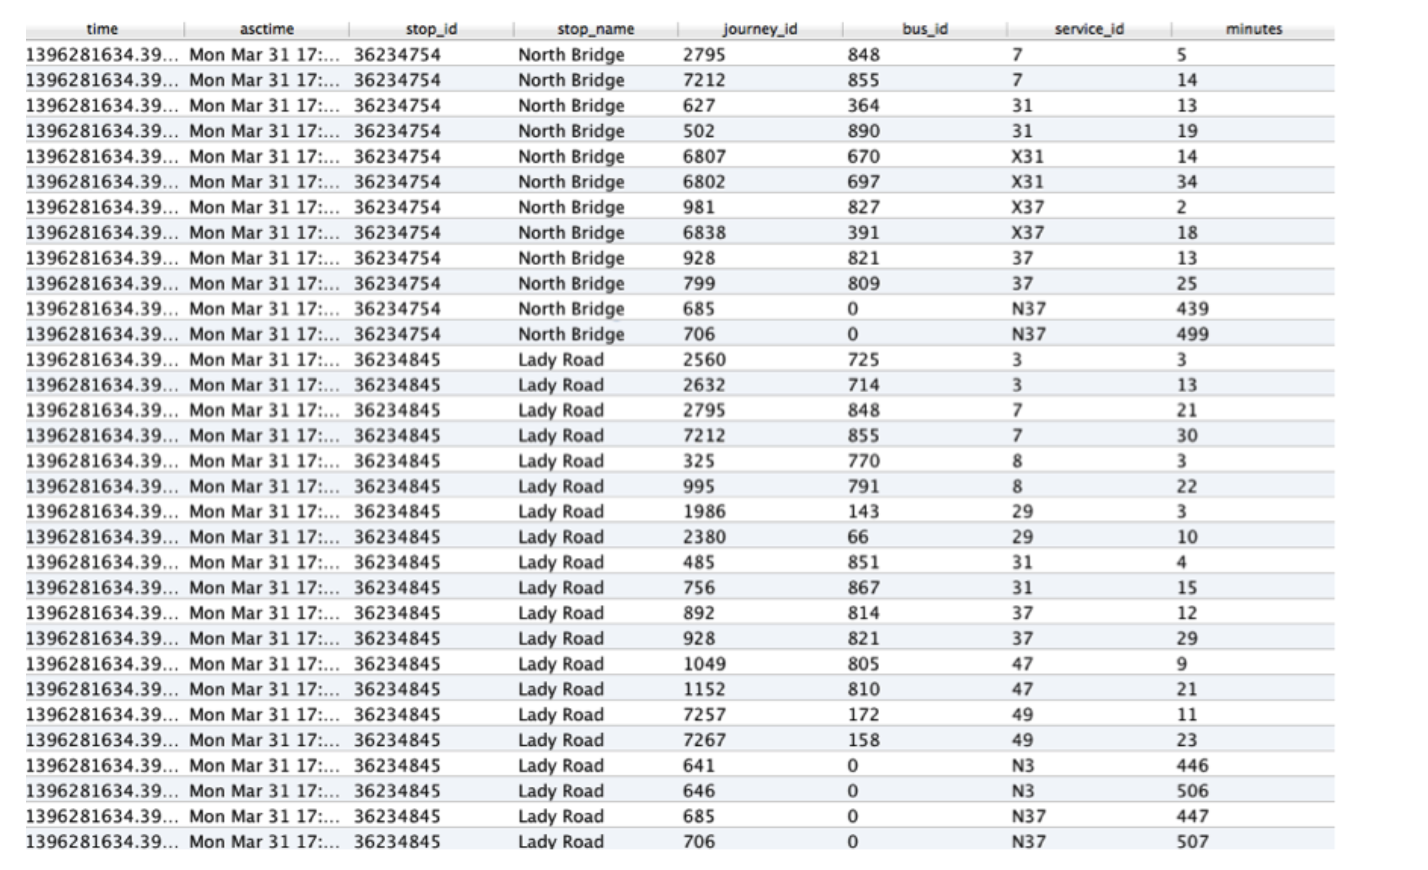 time asctime stop_id stop_name journey_id bus_id service_id minutes
1396281634.39... Mon Mar 31 17:... 36234754 North Bridge 2795 848 7 5
1396281634.39... Mon Mar 31 17:... 36234754 North Bridge 7212 855 7 14
1396281634.39... Mon Mar 31 17:... 36234754 North Bridge 627 364 31 13
1396281634.39... Mon Mar 31 17:... 36234754 North Bridge 502 890 31 19
1396281634.39... Mon Mar 31 17:... 36234754 North Bridge 6807 670 X31 14
1396281634.39... Mon Mar 31 17:... 36234754 North Bridge 6802 697 X31 34
1396281634.39... Mon Mar 31 17:... 36234754 North Bridge 981 827 X37 2
1396281634.39... Mon Mar 31 17:... 36234754 North Bridge 6838 391 X37 18
1396281634.39... Mon Mar 31 17:... 36234754 North Bridge 928 821 37 13
1396281634.39... Mon Mar 31 17:... 36234754 North Bridge 799 809 37 25
1396281634.39... Mon Mar 31 17:... 36234754 North Bridge 685 0 N37 439
1396281634.39... Mon Mar 31 17:... 36234754 North Bridge 706 0 N37 499
1396281634.39... Mon Mar 31 17:... 36234845 Lady Road 2560 725 3 3
1396281634.39... Mon Mar 31 17:... 36234845 Lady Road 2632 714 3 13
1396281634.39... Mon Mar 31 17:... 36234845 Lady Road 2795 848 7 21
1396281634.39... Mon Mar 31 17:... 36234845 Lady Road 7212 855 7 30
1396281634.39... Mon Mar 31 17:... 36234845 Lady Road 325 770 8 3
1396281634.39... Mon Mar 31 17:... 36234845 Lady Road 995 791 8 22
1396281634.39... Mon Mar 31 17:... 36234845 Lady Road 1986 143 29 3
1396281634.39... Mon Mar 31 17:... 36234845 Lady Road 2380 66 29 10
1396281634.39... Mon Mar 31 17:... 36234845 Lady Road 485 851 31 4
1396281634.39... Mon Mar 31 17:... 36234845 Lady Road 756 867 31 15
1396281634.39... Mon Mar 31 17:... 36234845 Lady Road 892 814 37 12
1396281634.39... Mon Mar 31 17:... 36234845 Lady Road 928 821 37 29
1396281634.39... Mon Mar 31 17:... 36234845 Lady Road 1049 805 47 9
1396281634.39... Mon Mar 31 17:... 36234845 Lady Road 1152 810 47 21
1396281634.39... Mon Mar 31 17:... 36234845 Lady Road 7257 172 49 11
1396281634.39... Mon Mar 31 17:... 36234845 Lady Road 7267 158 49 23
1396281634.39... Mon Mar 31 17:... 36234845 Lady Road 641 0 N3 446
1396281634.39... Mon Mar 31 17:... 36234845 Lady Road 646 0 N3 506
1396281634.39... Mon Mar 31 17:... 36234845 Lady Road 685 0 N37 447
1396281634.39... Mon Mar 31 17:... 36234845 Lady Road 706 0 N37 507